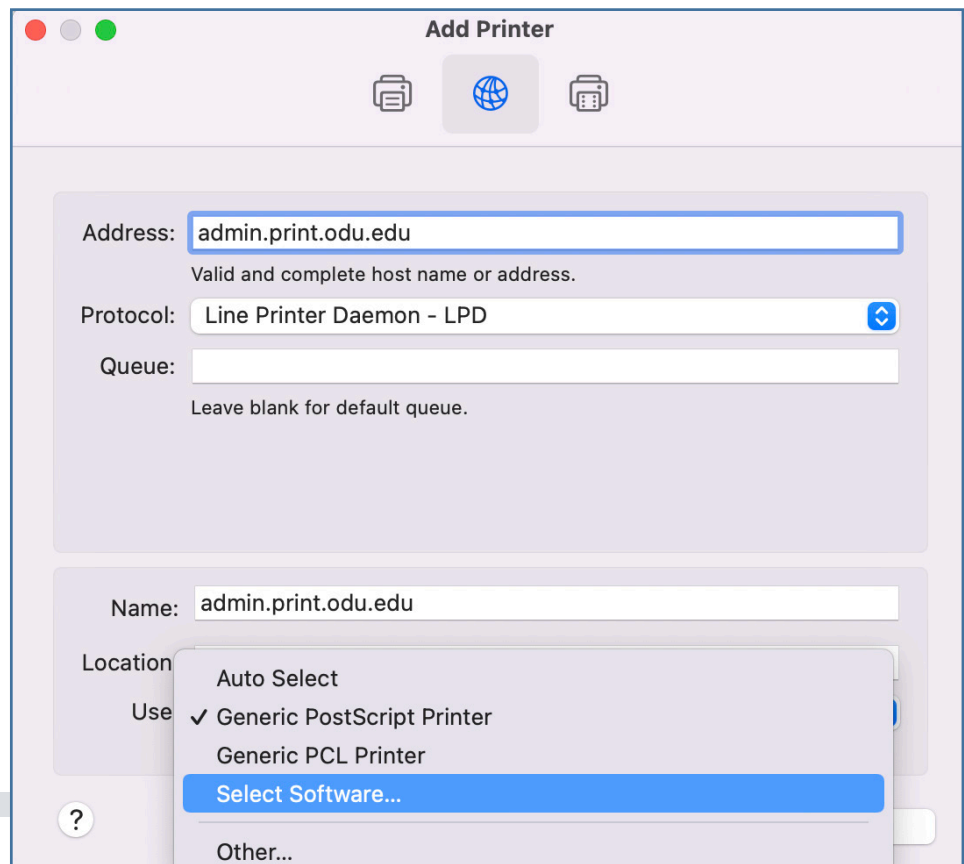 Add Printer
Address: admin.print.odu.edu
Valid and complete host name or address.
Protocol: Line Printer Daemon - LPD
Queue:
Leave blank for default queue.
Name: admin.print.odu.edu
Location
Auto Select
Use ✓ Generic PostScript Printer
Generic PCL Printer
Select Software...
?
Other...